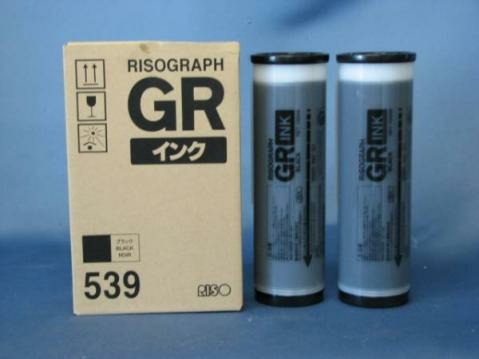 RISOGRAPH
GR
インク
ブラック
BLACK
NOIR
539
RISO
RISOGRAPH
GR INK
BLACK
RISOGRAPH
GR INK
BLACK